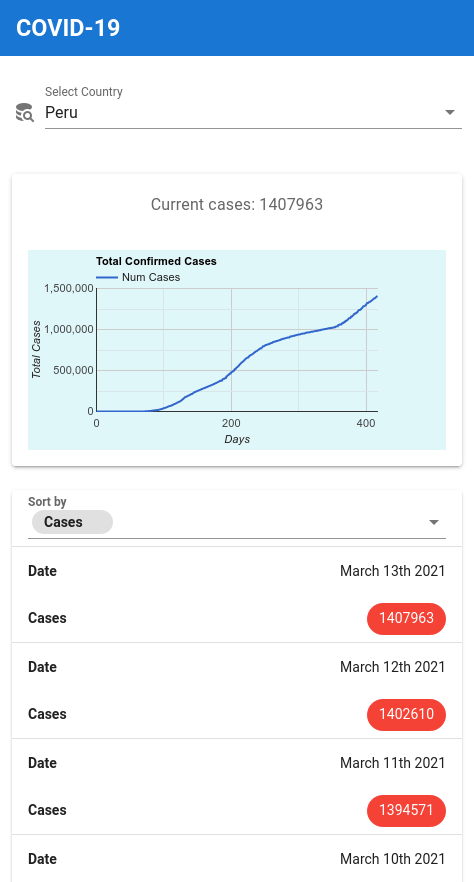 COVID-19
Select Country
Peru
Current cases: 1407963
Total Confirmed Cases
Num Cases
1,500,000
1,000,000
500,000
0
Total Cases
0 200 400
Days
Sort by
Cases
Date March 13th 2021
Cases 1407963
Date March 12th 2021
Cases 1402610
Date March 11th 2021
Cases 1394571
Date March 10th 2021